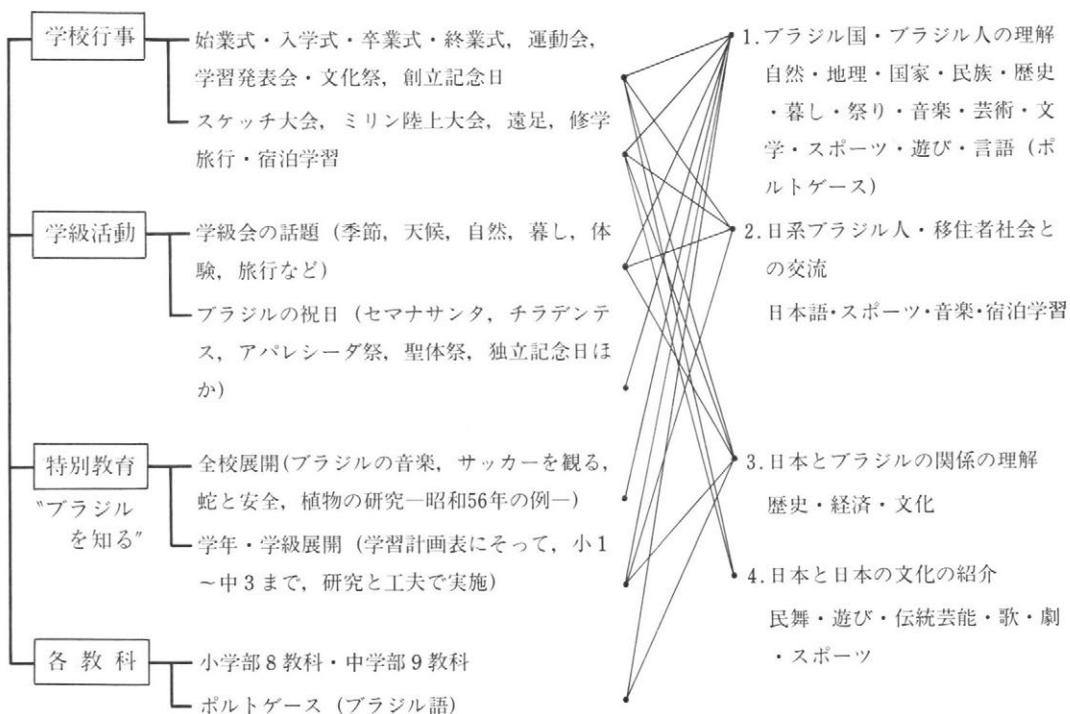 学校行事
始業式・入学式・卒業式・終業式，運動会，
学習発表会・文化祭，創立記念日
スケッチ大会，ミリン陸上大会，遠足，修学
旅行・宿泊学習
学級活動
学級会の話題（季節，天候，自然，暮し，体
験，旅行など）
ブラジルの祝日（セマナサンタ，チラデンテ
ス，アパレシーダ祭，聖体祭，独立記念日ほ
か）
特別教育
"ブラジル
を知る"
全校展開(ブラジルの音楽，サッカーを観る，
蛇と安全，植物の研究―昭和56年の例―)
学年・学級展開（学習計画表にそって，小1
～中3まで，研究と工夫で実施）
各教科
小学部8教科・中学部9教科
ポルトゲース（ブラジル語）
1.ブラジル国・ブラジル人の理解
自然・地理・国家・民族・歴史
・暮し・祭り・音楽・芸術・文
学・スポーツ・遊び・言語（ポ
ルトゲース）
2.日系ブラジル人・移住者社会と
の交流
日本語・スポーツ・音楽・宿泊学習
3.日本とブラジルの関係の理解
歴史・経済・文化
4.日本と日本の文化の紹介
民舞・遊び・伝統芸能・歌・劇
・スポーツ